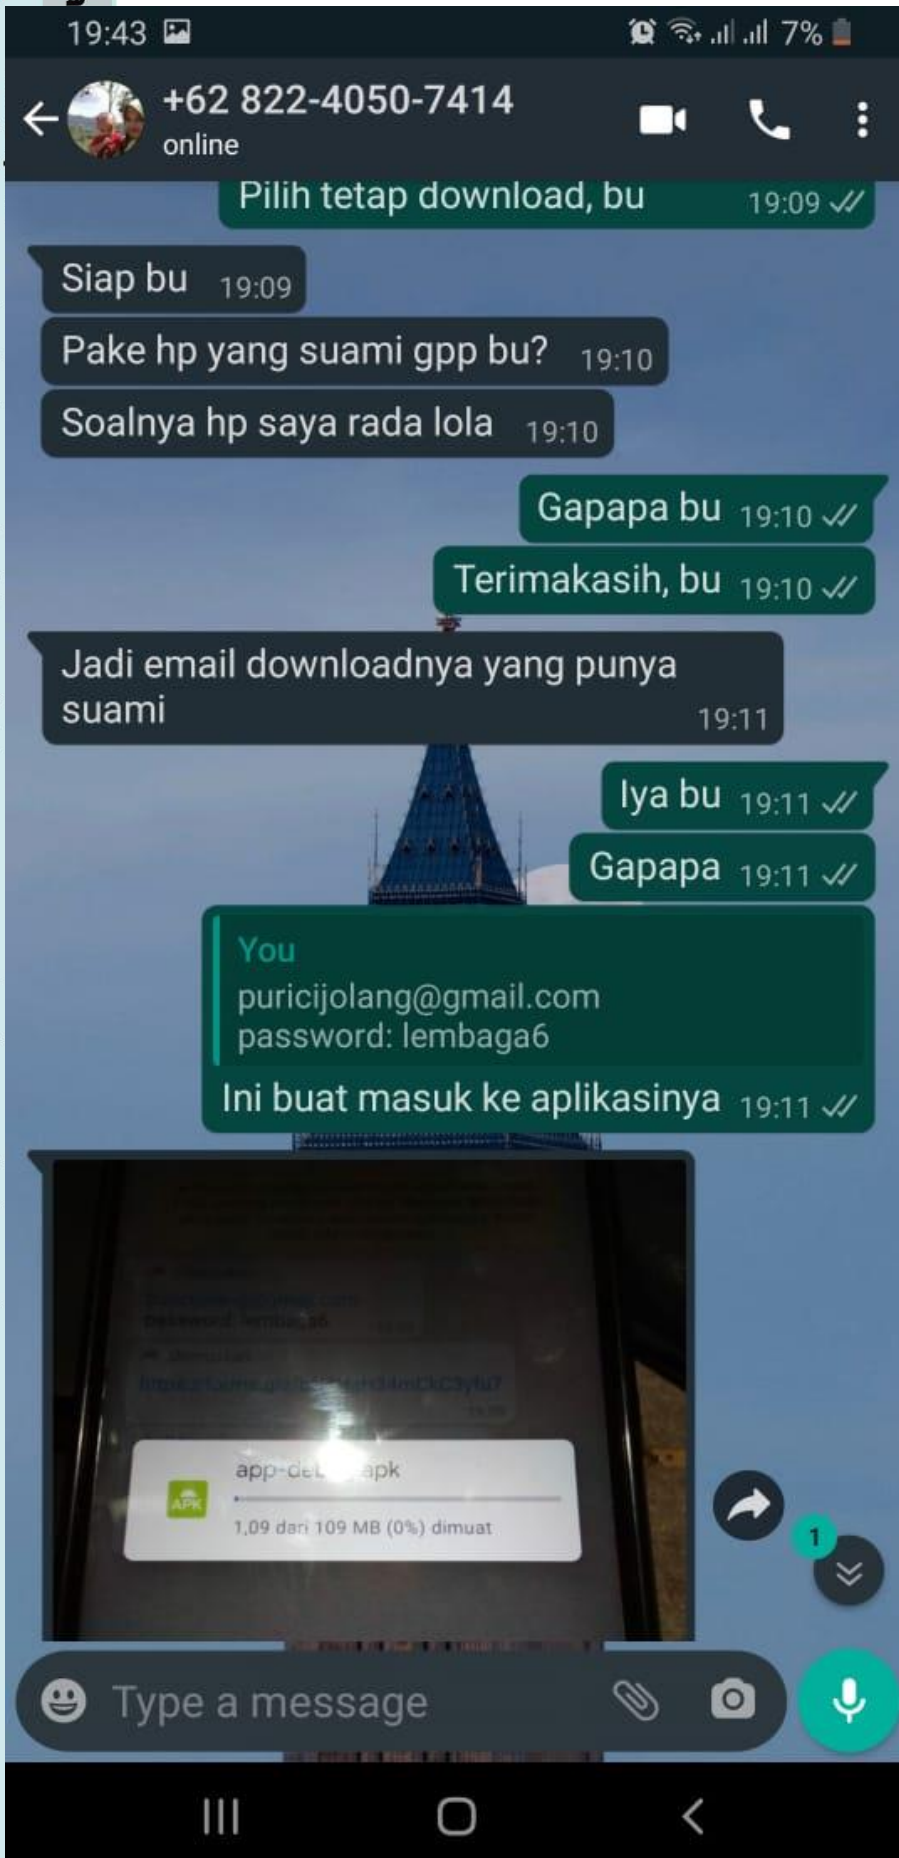 19:43
7%
+62 822-4050-7414
online
Pilih tetap download, bu 19:09
Siap bu 19:09
Pake hp yang suami gpp bu? 19:10
Soalnya hp saya rada lola 19:10
Gapapa bu 19:10
Terimakasih, bu 19:10
Jadi email downloadnya yang punya
suami 19:11
Iya bu 19:11
Gapapa 19:11
You
puricijolang@gmail.com
password: lembaga6
Ini buat masuk ke aplikasinya 19:11
password: lembaga6
APK
1,09 dari 109 MB (0%) dimuat
1
Type a message